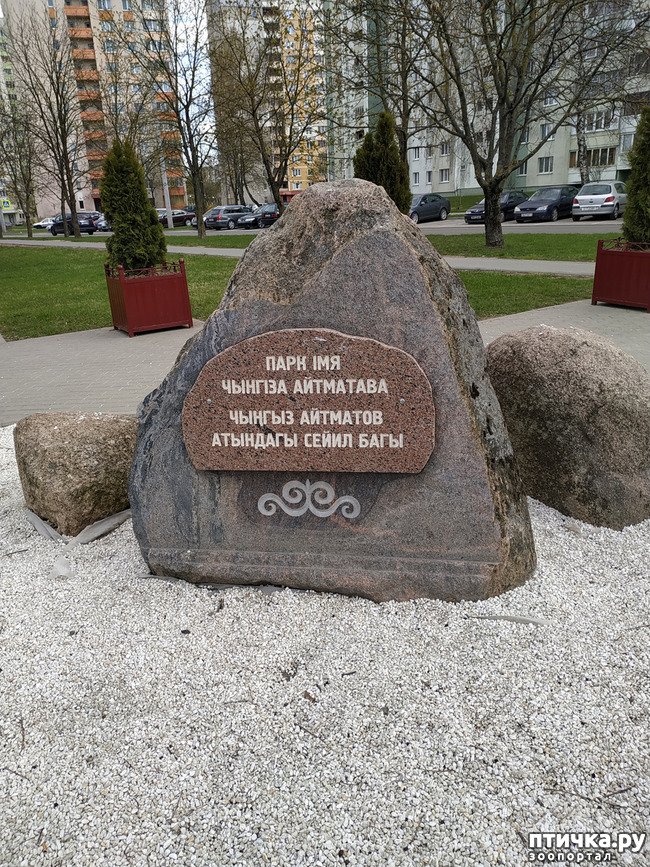 ПАРК ІМЯ
ЧЫНГІЗА АЙТМАТАВА
ЧЫҢГЫЗ АЙТМАТОВ
АТЫНДАГЫ СЕЙИЛ БАГЫ
птичка.ру
зоопортал